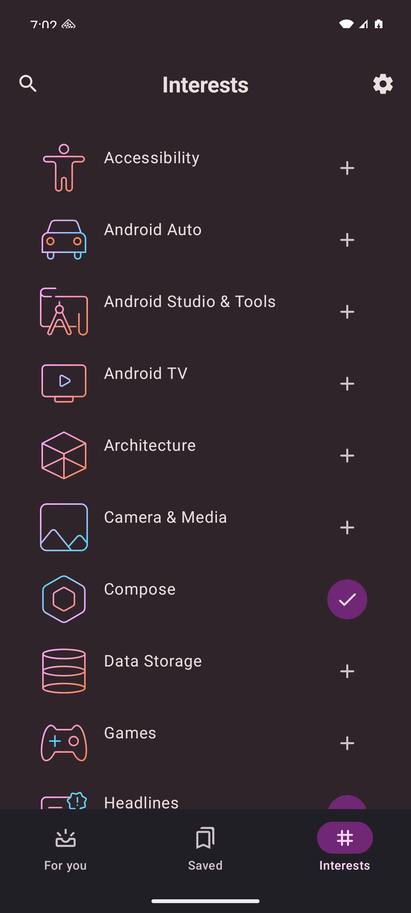 7:02
Interests
Accessibility
Android Auto
Android Studio & Tools
Android TV
Architecture
Camera & Media
Compose
Data Storage
Games
Headlines
For you
Saved
Interests